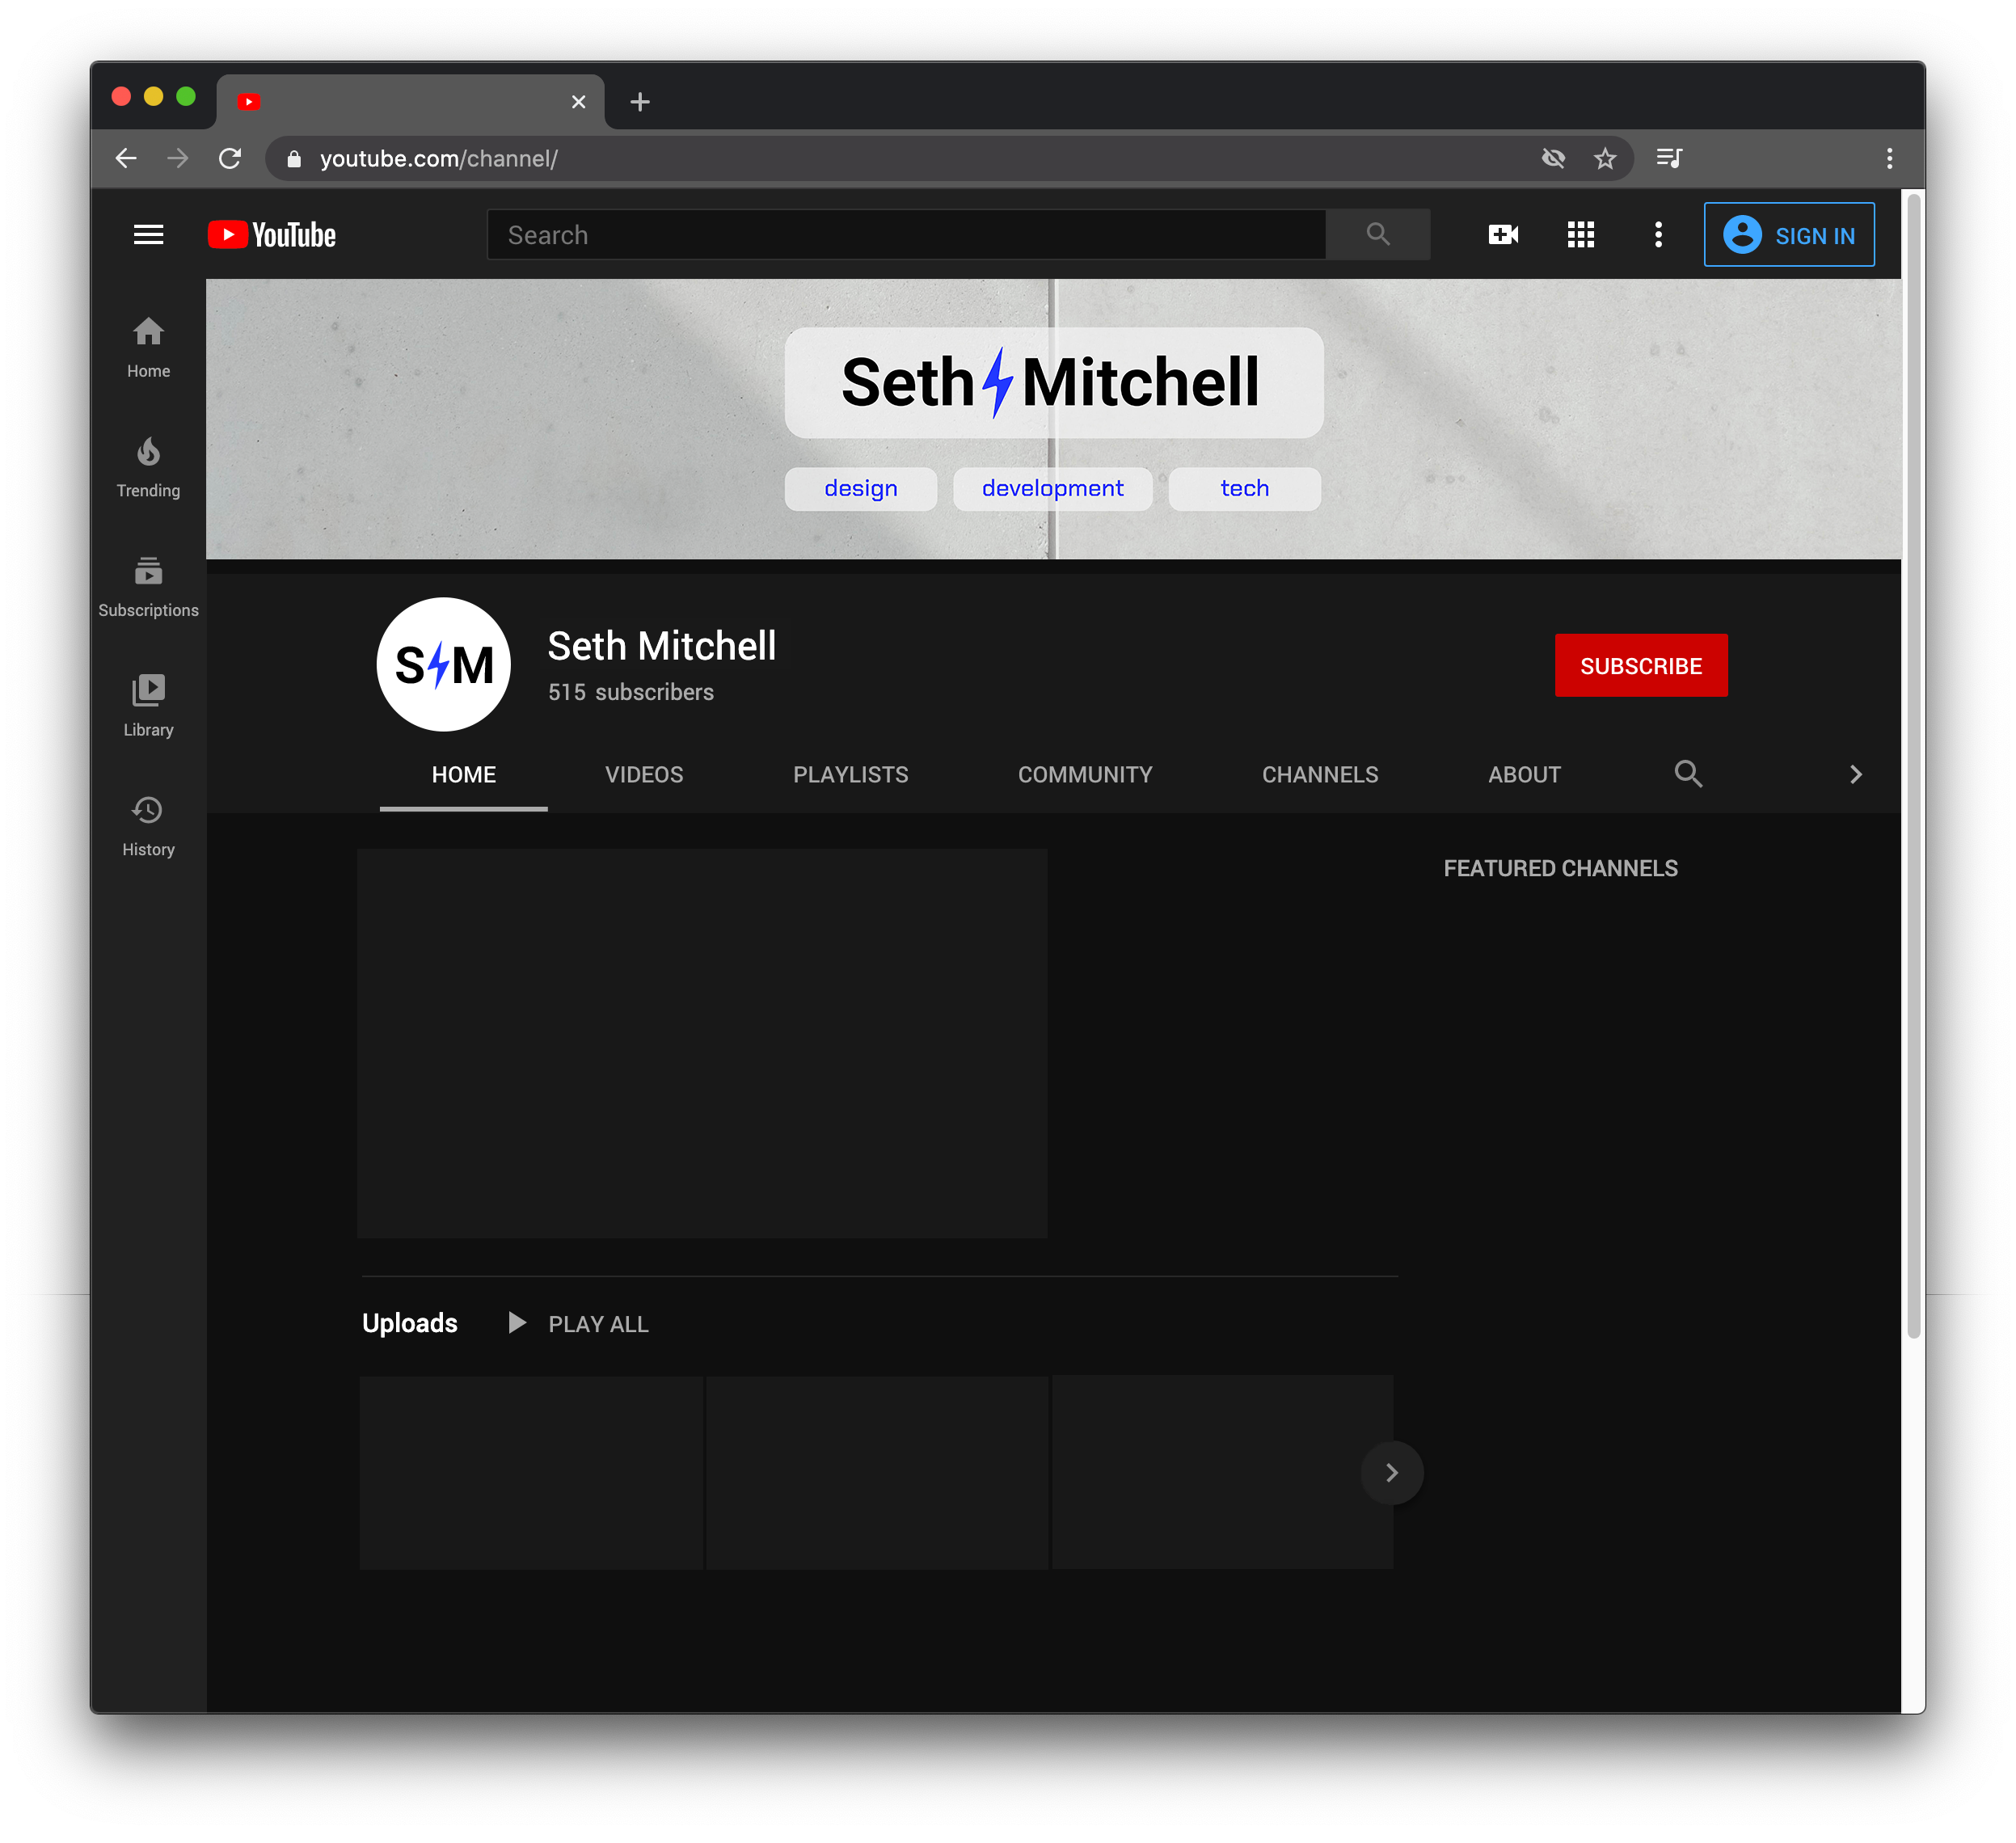 youtube.com/channel/
YouTube
Search
SIGN IN
Home
Trending
Subscriptions
Library
History
Seth Mitchell
design development tech
S M
Seth Mitchell
515 subscribers
SUBSCRIBE
HOME VIDEOS PLAYLISTS COMMUNITY CHANNELS ABOUT
FEATURED CHANNELS
Uploads PLAY ALL